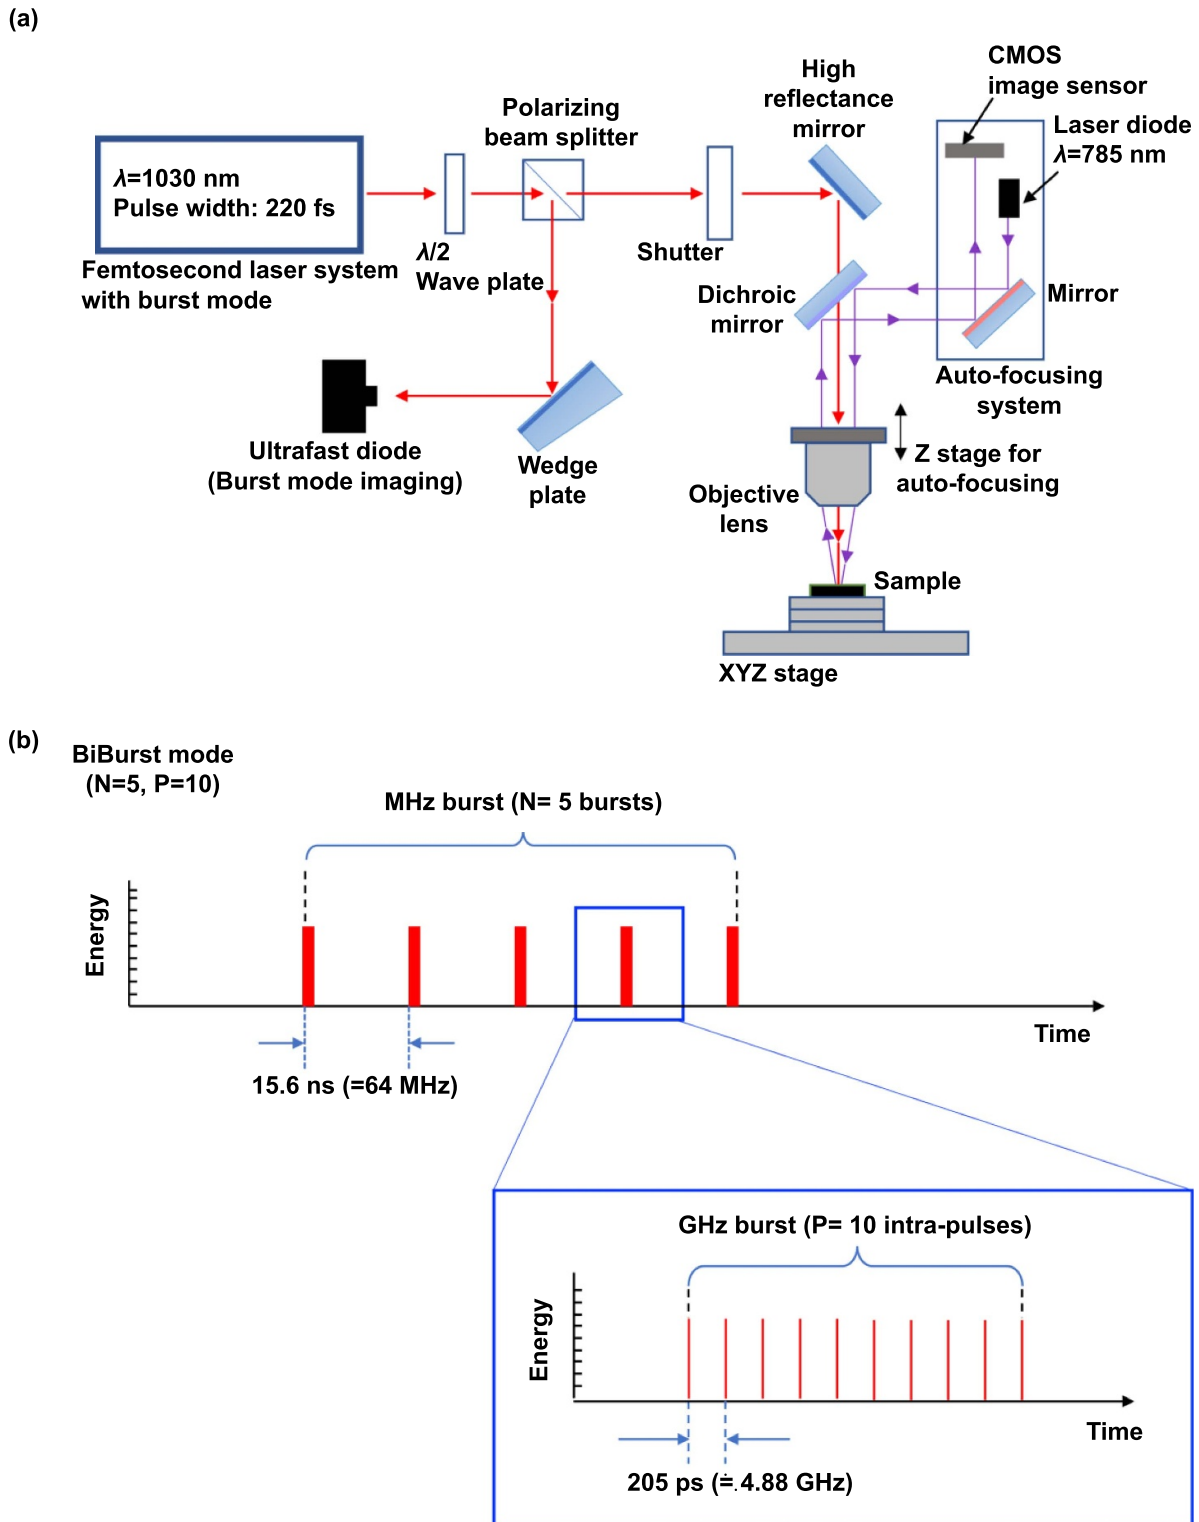 (a)
λ=1030 nm
Pulse width: 220 fs
Femtosecond laser system
with burst mode
λ/2
Wave plate
Polarizing
beam splitter
Shutter
High
reflectance
mirror
CMOS
image sensor
Laser diode
λ=785 nm
Dichroic
mirror
Mirror
Auto-focusing
system
Ultrafast diode
(Burst mode imaging)
Wedge
plate
Z stage for
auto-focusing
Objective
lens
Sample
XYZ stage
(b)
BiBurst mode
(N=5, P=10)
MHz burst (N= 5 bursts)
Energy
Time
15.6 ns (=64 MHz)
GHz burst (P= 10 intra-pulses)
Energy
Time
205 ps (=.4.88 GHz)